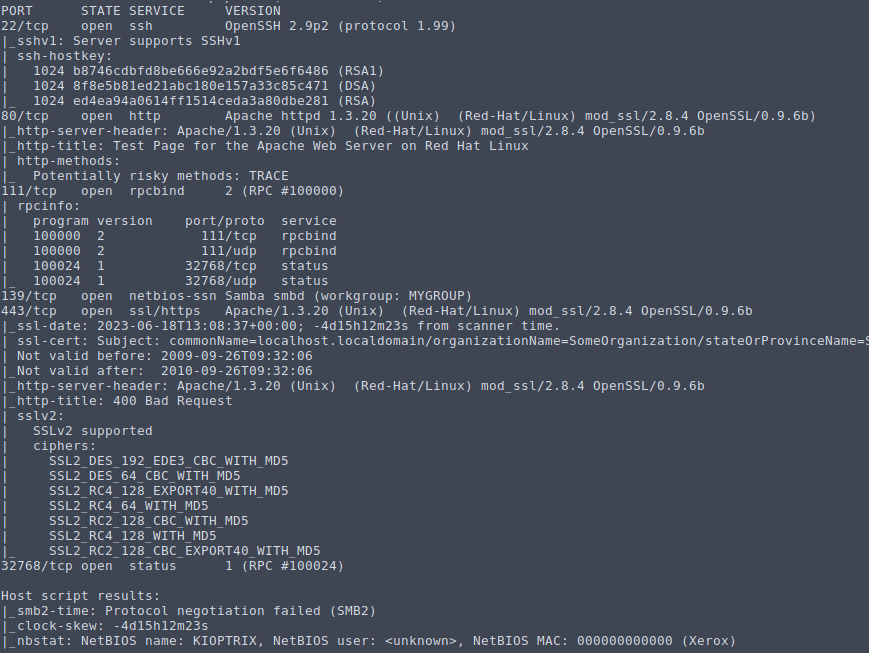 PORT      STATE SERVICE     VERSION
22/tcp    open  ssh         OpenSSH 2.9p2 (protocol 1.99)
|_sshv1: Server supports SSHv1
| ssh-hostkey:
|   1024 b8746cdbfd8be666e92a2bdf5e6f6486 (RSA1)
|   1024 8f8e5b81ed21abc180e157a33c85c471 (DSA)
|_  1024 ed4ea94a0614ff1514ceda3a80dbe281 (RSA)
80/tcp    open  http        Apache httpd 1.3.20 ((Unix)  (Red-Hat/Linux) mod_ssl/2.8.4 OpenSSL/0.9.6b)
|_http-server-header: Apache/1.3.20 (Unix)  (Red-Hat/Linux) mod_ssl/2.8.4 OpenSSL/0.9.6b
|_http-title: Test Page for the Apache Web Server on Red Hat Linux
| http-methods:
|_  Potentially risky methods: TRACE
111/tcp   open  rpcbind     2 (RPC #100000)
| rpcinfo:
|   program version    port/proto  service
|   100000  2            111/tcp   rpcbind
|   100000  2            111/udp   rpcbind
|   100024  1          32768/tcp   status
|_  100024  1          32768/udp   status
139/tcp   open  netbios-ssn Samba smbd (workgroup: MYGROUP)
443/tcp   open  ssl/https   Apache/1.3.20 (Unix)  (Red-Hat/Linux) mod_ssl/2.8.4 OpenSSL/0.9.6b
|_ssl-date: 2023-06-18T13:08:37+00:00; -4d15h12m23s from scanner time.
| ssl-cert: Subject: commonName=localhost.localdomain/organizationName=SomeOrganization/stateOrProvinceName=
| Not valid before: 2009-09-26T09:32:06
|_Not valid after:  2010-09-26T09:32:06
|_http-server-header: Apache/1.3.20 (Unix)  (Red-Hat/Linux) mod_ssl/2.8.4 OpenSSL/0.9.6b
|_http-title: 400 Bad Request
| sslv2:
|   SSLv2 supported
|   ciphers:
|     SSL2_DES_192_EDE3_CBC_WITH_MD5
|     SSL2_DES_64_CBC_WITH_MD5
|     SSL2_RC4_128_EXPORT40_WITH_MD5
|     SSL2_RC4_64_WITH_MD5
|     SSL2_RC2_128_CBC_WITH_MD5
|     SSL2_RC4_128_WITH_MD5
|_    SSL2_RC2_128_CBC_EXPORT40_WITH_MD5
32768/tcp open  status      1 (RPC #100024)
Host script results:
|_smb2-time: Protocol negotiation failed (SMB2)
|_clock-skew: -4d15h12m23s
|_nbstat: NetBIOS name: KIOPTRIX, NetBIOS user: <unknown>, NetBIOS MAC: 000000000000 (Xerox)